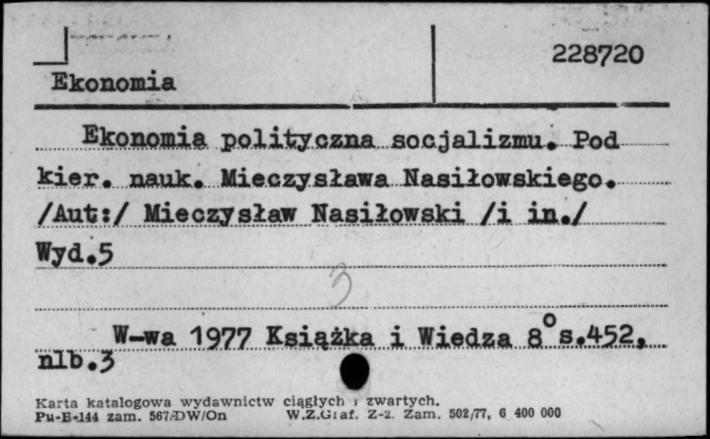 228720
Ekonomia
Ekonomia polityczna socjalizmu. Pod
kier. nauk. Mieczysława Nasiłowskiego.
/Aut:/ Mieczysław Nasiłowski /i in./
Wyd.5
3
W-wa 1977 Książka i Wiedza 8° s.452,
nlb.3
Karta katalogowa wydawnictw ciągłych i zwartych.
Pu-E-144 zam. 567/DW/On W.Z.Graf. Z-2. Zam. 502/77, 6 400 000